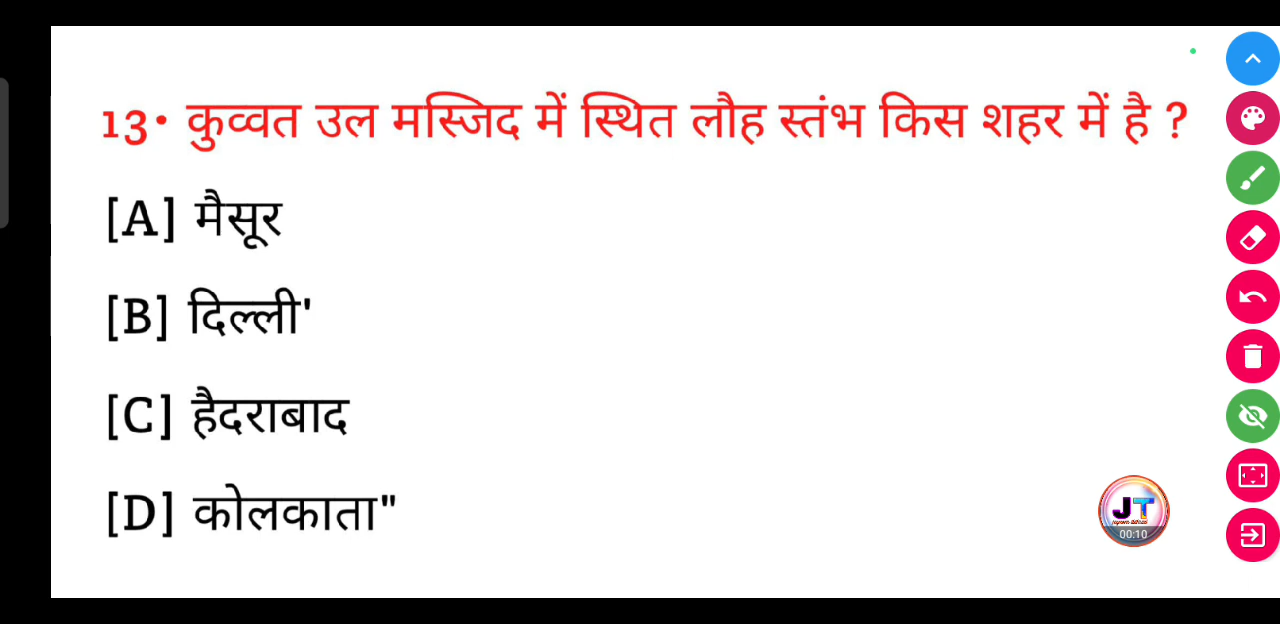 13• कुव्वत उल मस्जिद में स्थित लौह स्तंभ किस शहर में है ?
[A] मैसूर
[B] दिल्ली'
[C] हैदराबाद
[D] कोलकाता"
JT
00:10